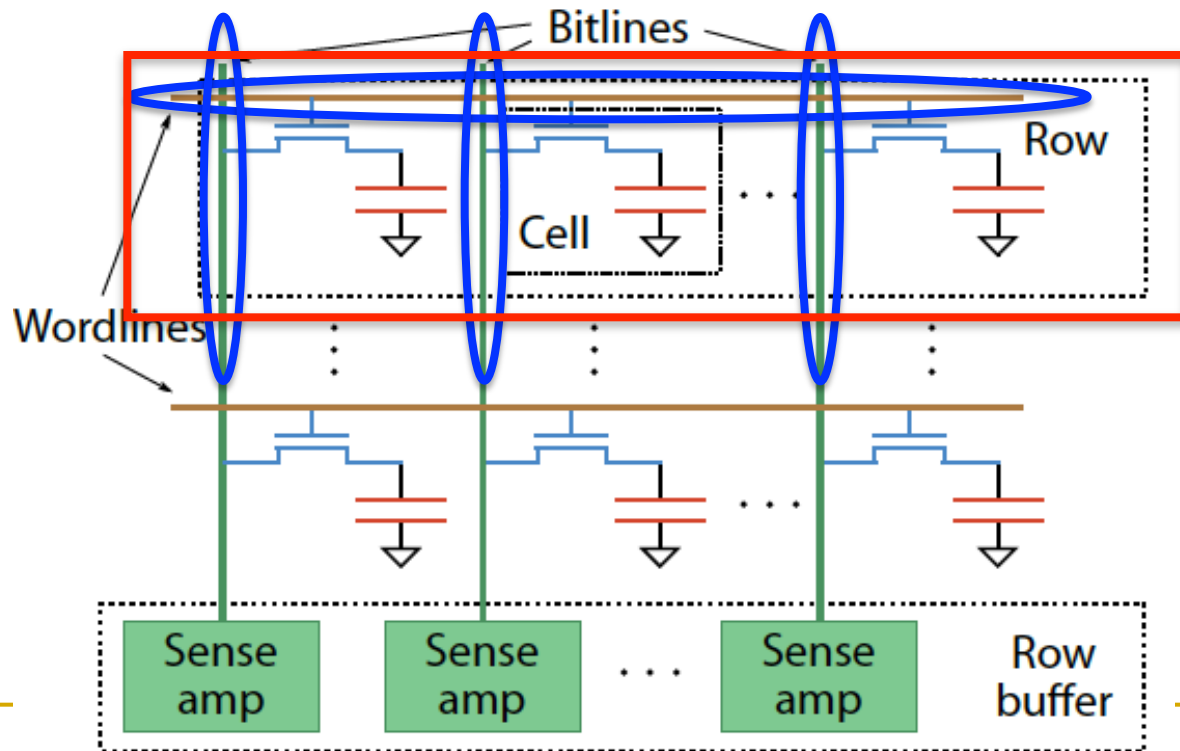 Bitlines
Row
Cell
Wordlines
Sense
amp
Sense
amp
Sense
amp
Row
buffer